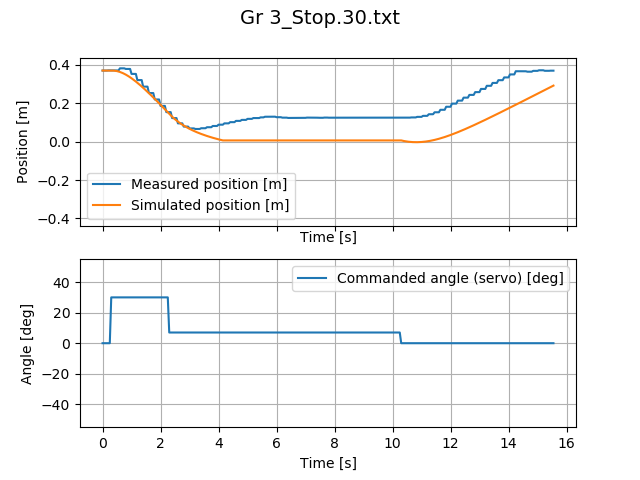 Gr 3_Stop.30.txt
0.4
0.2
0.0
−0.2
−0.4
Position [m]
Measured position [m]
Simulated position [m]
Time [s]
40
20
0
−20
−40
Angle [deg]
Commanded angle (servo) [deg]
0 2 4 6 8 10 12 14 16
Time [s]